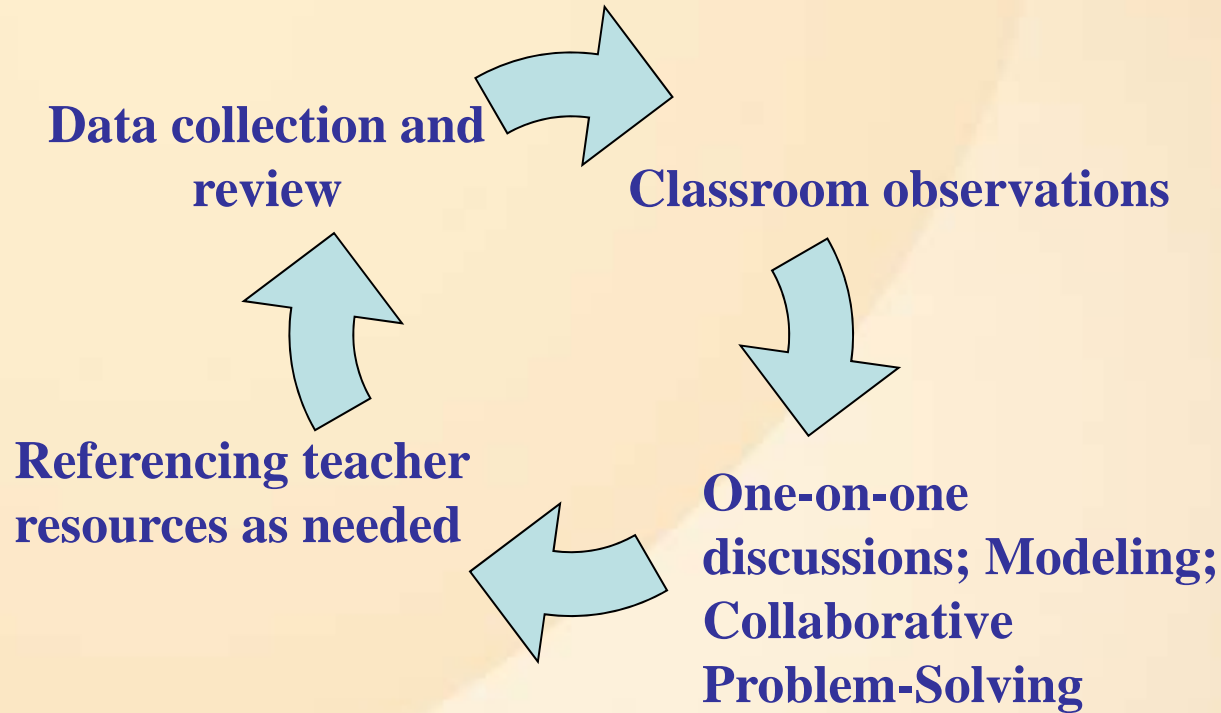 Data collection and
review
Classroom observations
One-on-one
discussions; Modeling;
Collaborative
Problem-Solving
Referencing teacher
resources as needed